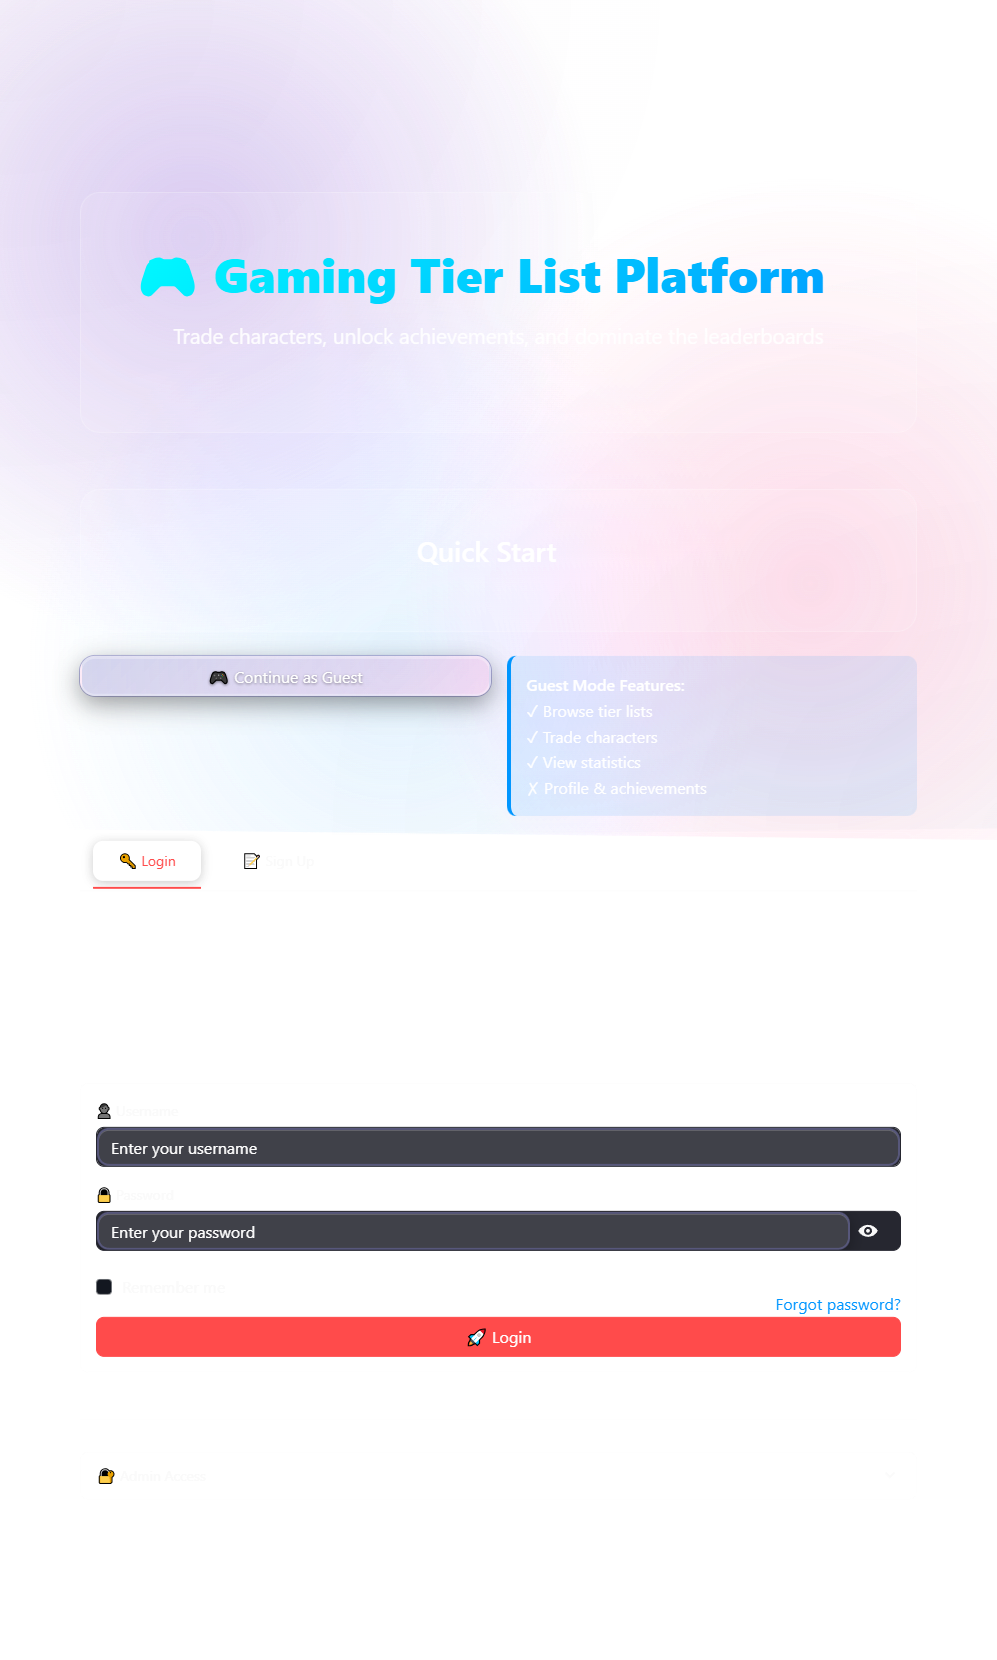 🎮 Gaming Tier List Platform
Trade characters, unlock achievements, and dominate the leaderboards
Quick Start
🎮 Continue as Guest
Guest Mode Features:
✓ Browse tier lists
✓ Trade characters
✓ View statistics
✗ Profile & achievements
🔑 Login
📝 Sign Up
👤 Username
Enter your username
🔒 Password
Enter your password
Remember me
Forgot password?
🚀 Login
🔐 Admin Access